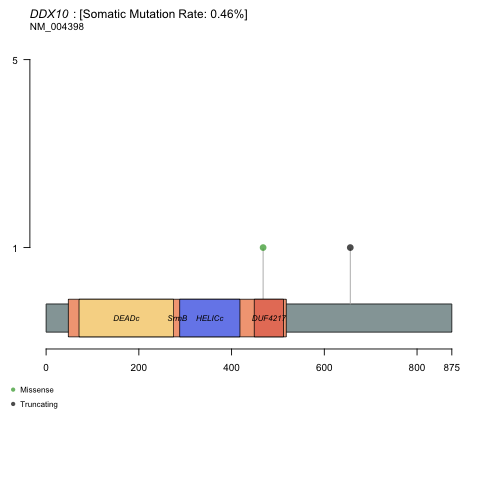 DDX10 : [Somatic Mutation Rate: 0.46%]
NM_004398
5
1
DEADc SrmB HELICc DUF4217
0 200 400 600 800 875
Missense
Truncating